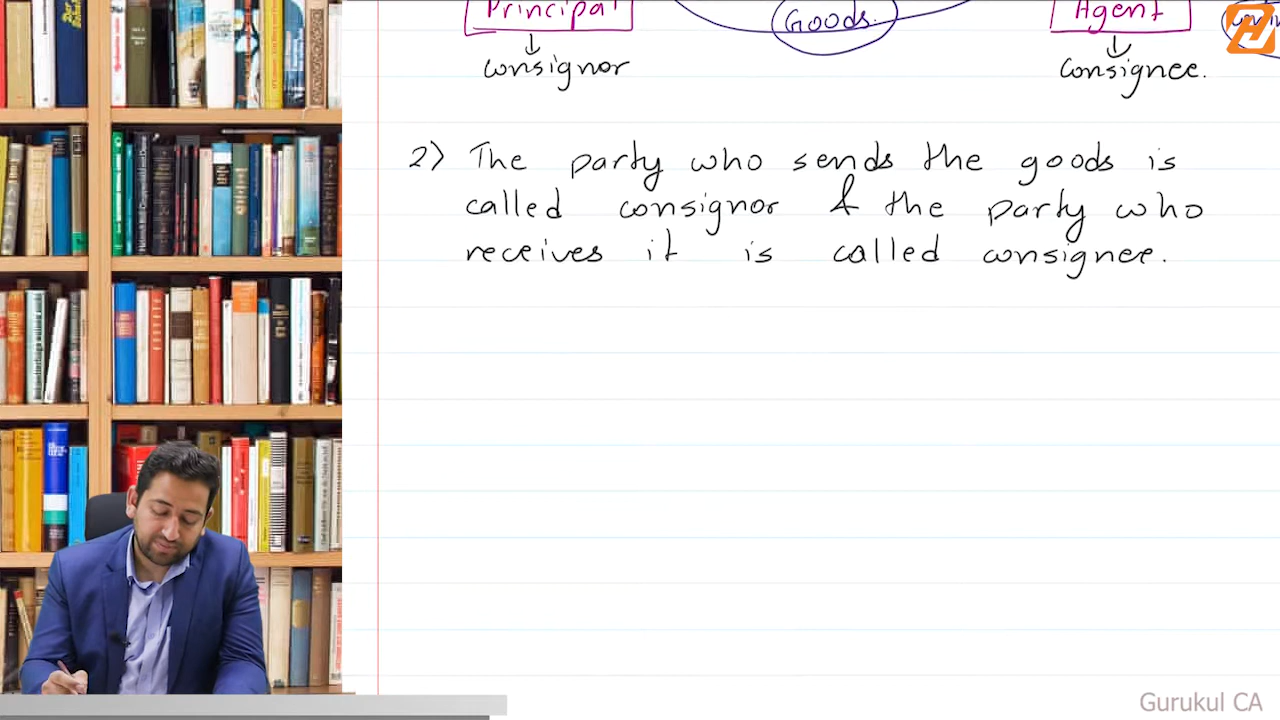 Principal
Goods.
Agent
consignor
consignee.
2) The party who sends the goods is
called consignor & the party who
receives it is called consignee.
Gurukul CA